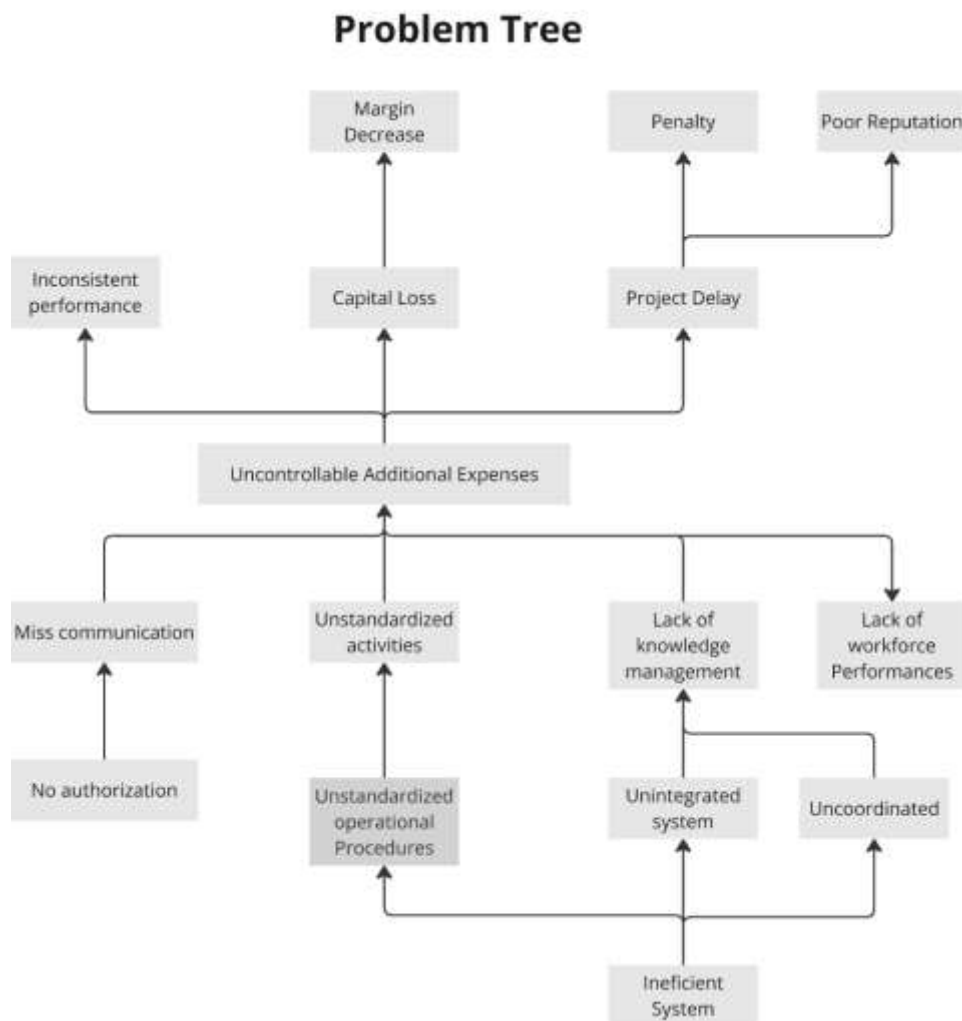 Problem Tree
Margin
Decrease
Penalty
Poor Reputation
Inconsistent
performance
Capital Loss
Project Delay
Uncontrollable Additional Expenses
Miss communication
Unstandardized
activities
Lack of
knowledge
management
Lack of
workforce
Performances
No authorization
Unstandardized
operational
Procedures
Unintegrated
system
Uncoordinated
Ineficient
System